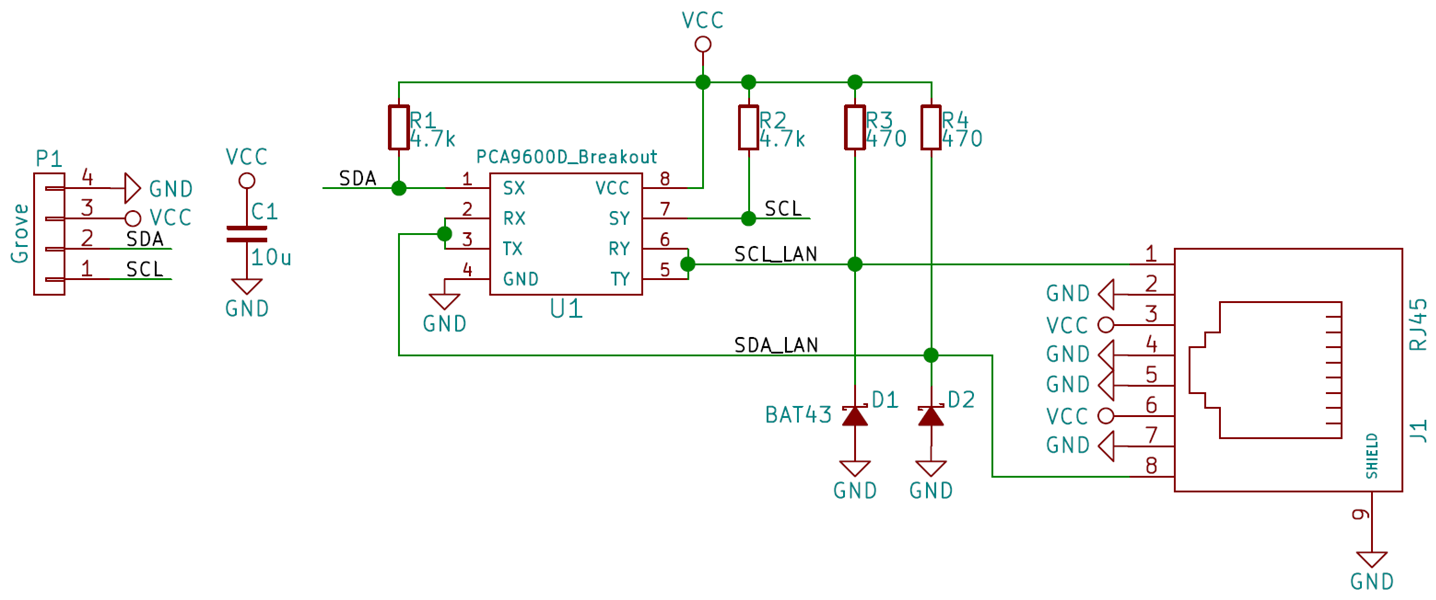 VCC
R1
4.7k
R2
4.7k
R3
470
R4
470
P1
Grove
4
GND
3
VCC
2
SDA
1
SCL
VCC
C1
10u
GND
SDA
PCA9600D_Breakout
1
SX
2
RX
3
TX
4
GND
VCC
8
SY
7
RY
6
TY
5
U1
GND
SCL
SCL_LAN
SDA_LAN
BAT43
D1
D2
GND
GND
1
GND
2
VCC
3
GND
4
GND
5
VCC
6
GND
7
8
RJ45
J1
SHIELD
9
GND